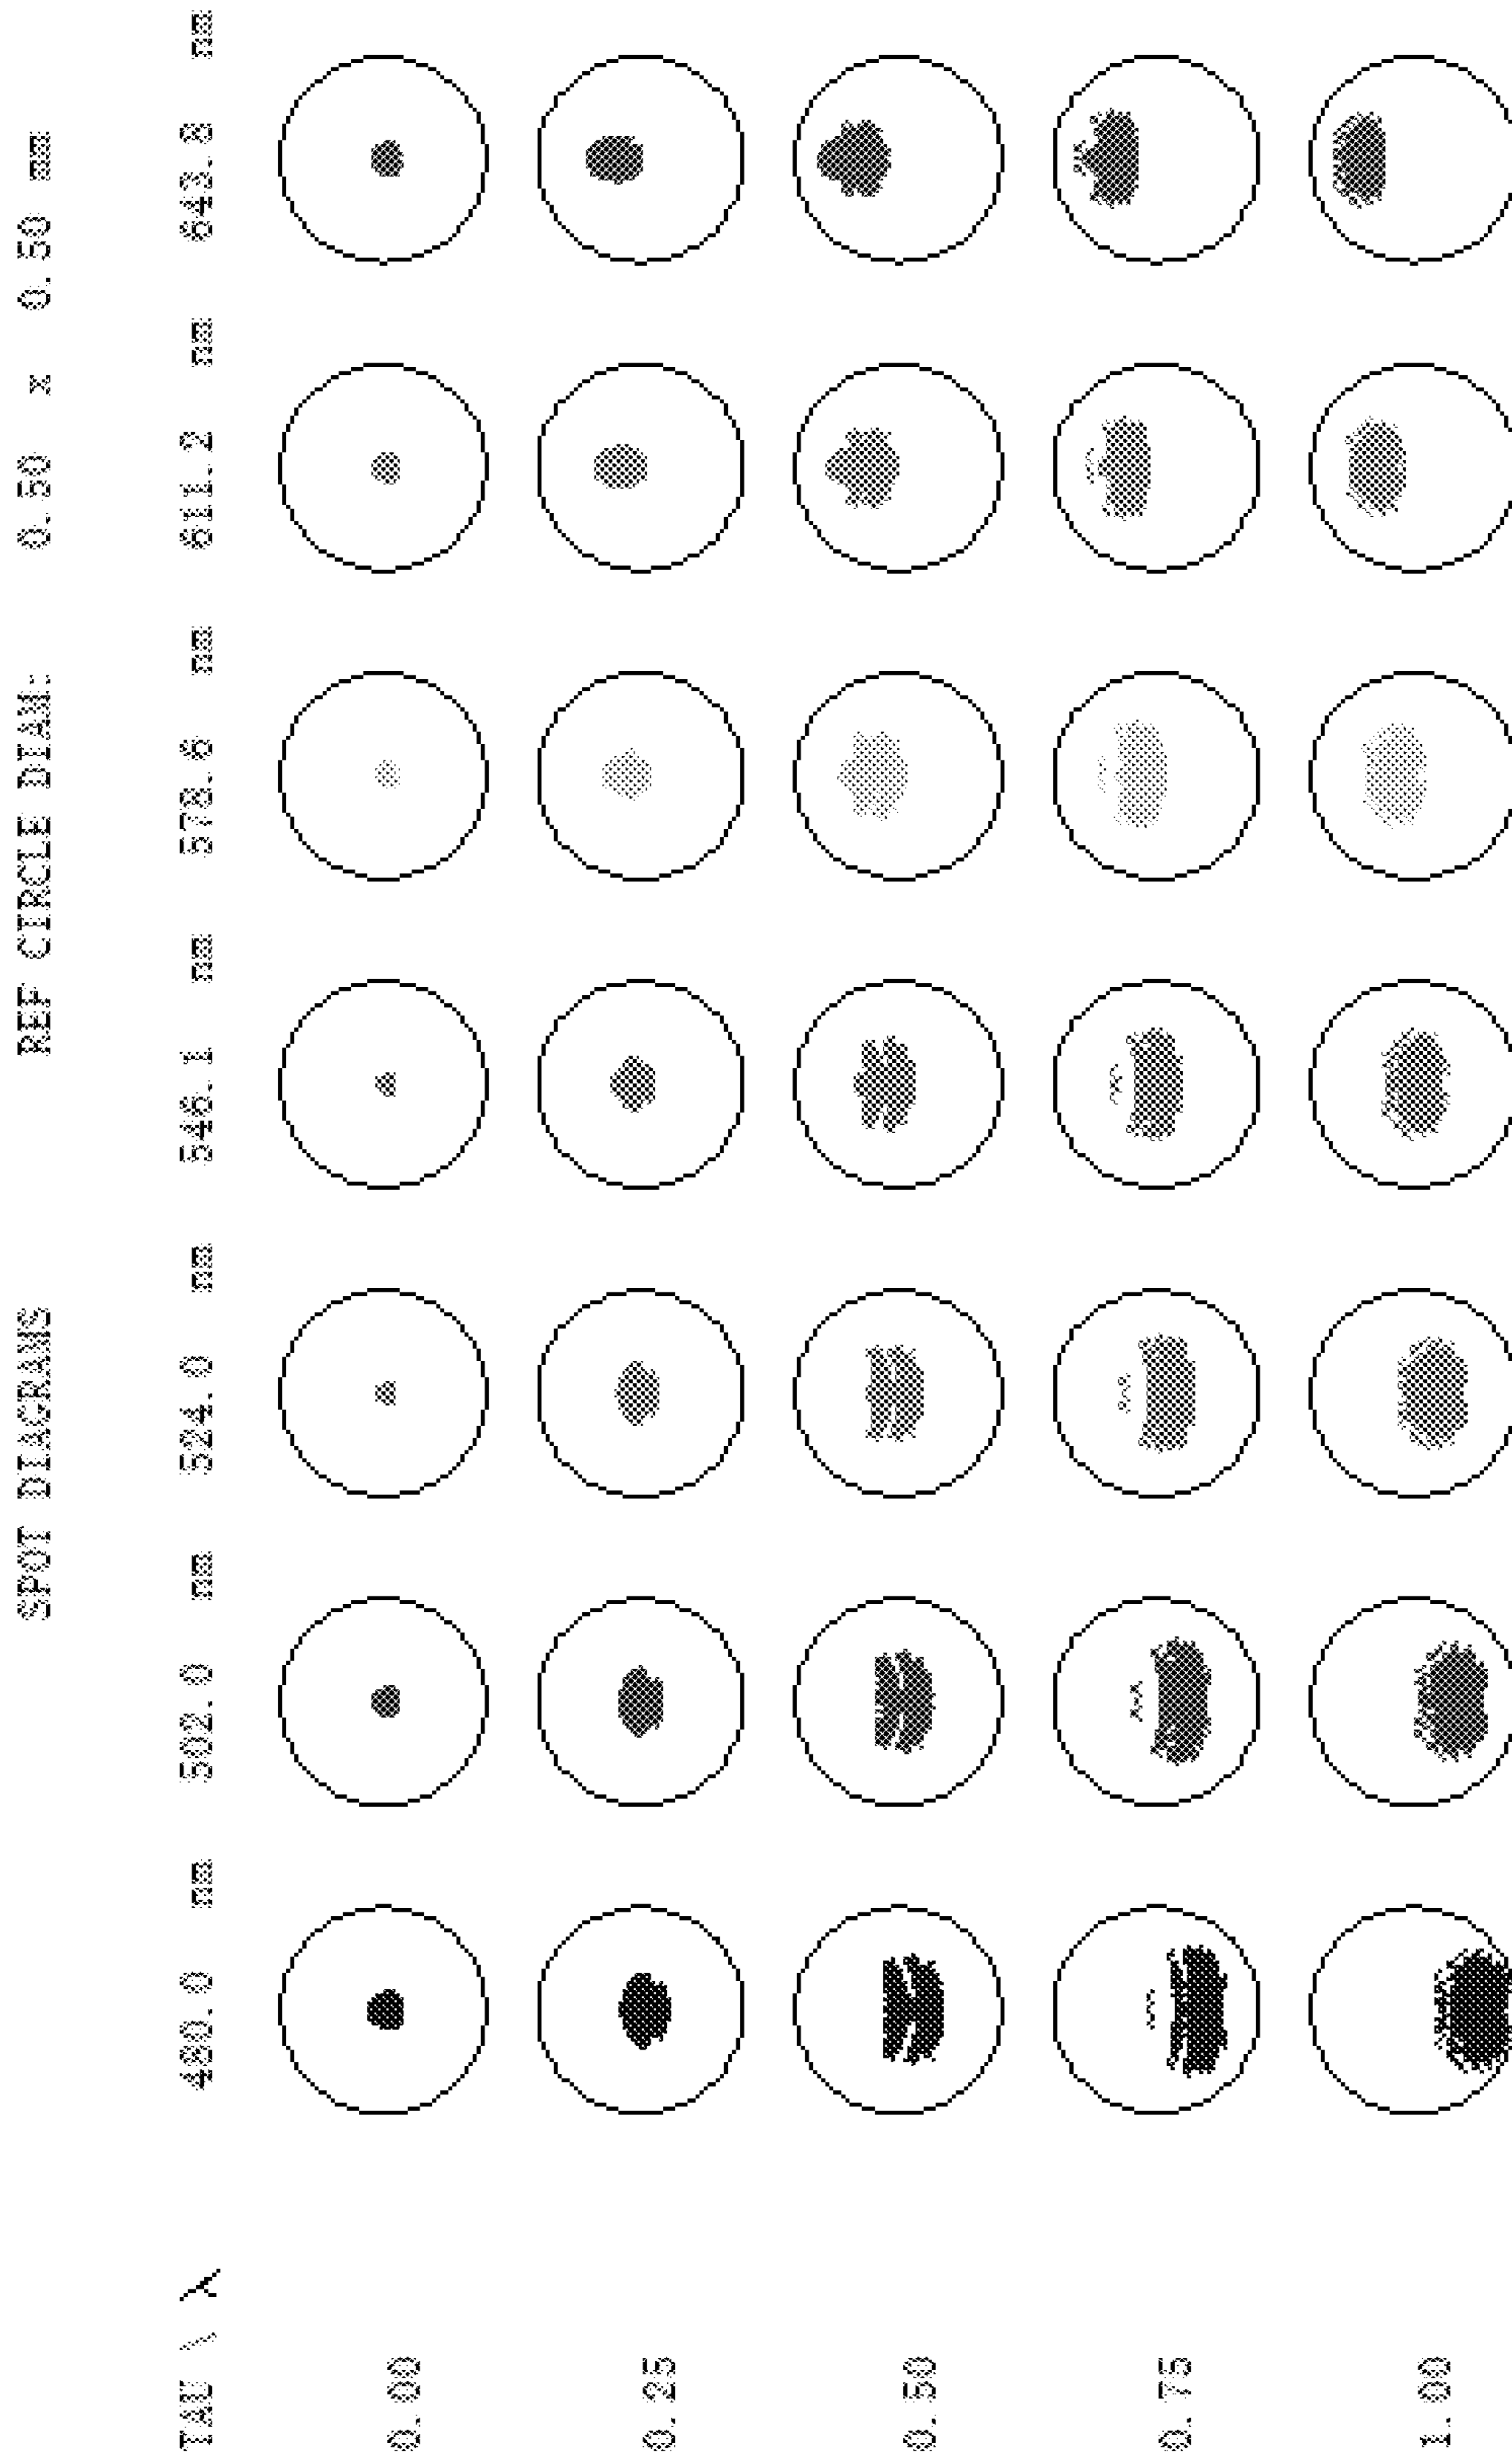 SPOT DIAGRAMS REF CIRCLE DIAM: 0.50 x 0.50 mm
TAU \ λ 480.0 nm 502.0 nm 524.0 nm 546.1 nm 578.6 nm 611.2 nm 643.8 nm
0.00
0.25
0.50
0.75
1.00